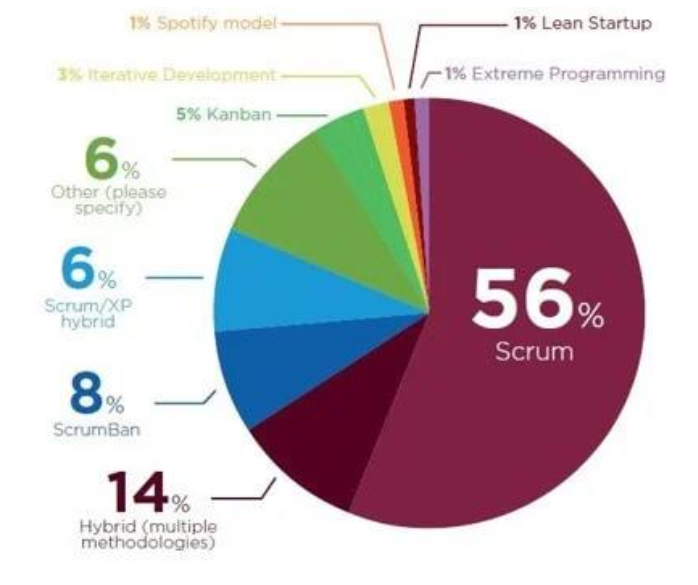 1% Spotify model
1% Lean Startup
3% Iterative Development
1% Extreme Programming
5% Kanban
6%
Other (please
specify)
6%
Scrum/XP
hybrid
56%
Scrum
8%
ScrumBan
14%
Hybrid (multiple
methodologies)